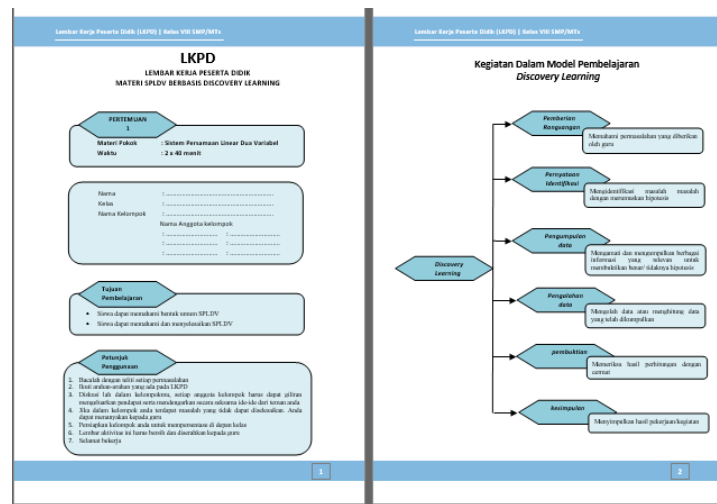 Lembar Kerja Peserta Didik (LKPD) | Kelas VIII SMP/MTs
LKPD
LEMBAR KERJA PESERTA DIDIK
MATERI SPLDV BERBASIS DISCOVERY LEARNING
PERTEMUAN
1
Materi Pokok : Sistem Persamaan Linear Dua Variabel
Waktu : 2 x 40 menit
Nama : ..................................................
Kelas : ..................................................
Nama Kelompok : ..................................................
Nama Anggota kelompok
: ........................ : ........................
: ........................ : ........................
: ........................ : ........................
Tujuan
Pembelajaran
• Siswa dapat memahami bentuk umum SPLDV
• Siswa dapat memahami dan menyelesaikan SPLDV
Petunjuk
Penggunaan
1. Bacalah dengan teliti setiap permasalahan
2. Ikuti arahan-arahan yang ada pada LKPD
3. Diskusi lah dalam kelompokmu, setiap anggota kelompok harus dapat giliran
mengeluarkan pendapat serta mendengarkan secara seksama ide-ide dari teman anda
4. Jika dalam kelompok anda terdapat masalah yang tidak dapat diselesaikan. Anda
dapat menanyakan kepada guru
5. Persiapkan kelompok anda untuk mempersentase di depan kelas
6. Lembar aktivitas ini harus bersih dan diserahkan kepada guru
7. Selamat bekerja
1
Lembar Kerja Peserta Didik (LKPD) | Kelas VIII SMP/MTs
Kegiatan Dalam Model Pembelajaran
Discovery Learning
Discovery
Learning
Pemberian
Rangsangan
Memahami permasalahan yang diberikan
oleh guru
Pernyataan
Identifikasi
Mengidentifikasi masalah masalah
dengan merumuskan hipotesis
Pengumpulan
data
Mengamati dan mengumpulkan berbagai
informasi yang relevan untuk
membuktikan benar/ tidaknya hipotesis
Pengolahan
data
Mengolah data atau menghitung data
yang telah dikumpulkan
pembuktian
Memeriksa hasil perhitungan dengan
cermat
kesimpulan
Menyimpulkan hasil pekerjaan/kegiatan
2